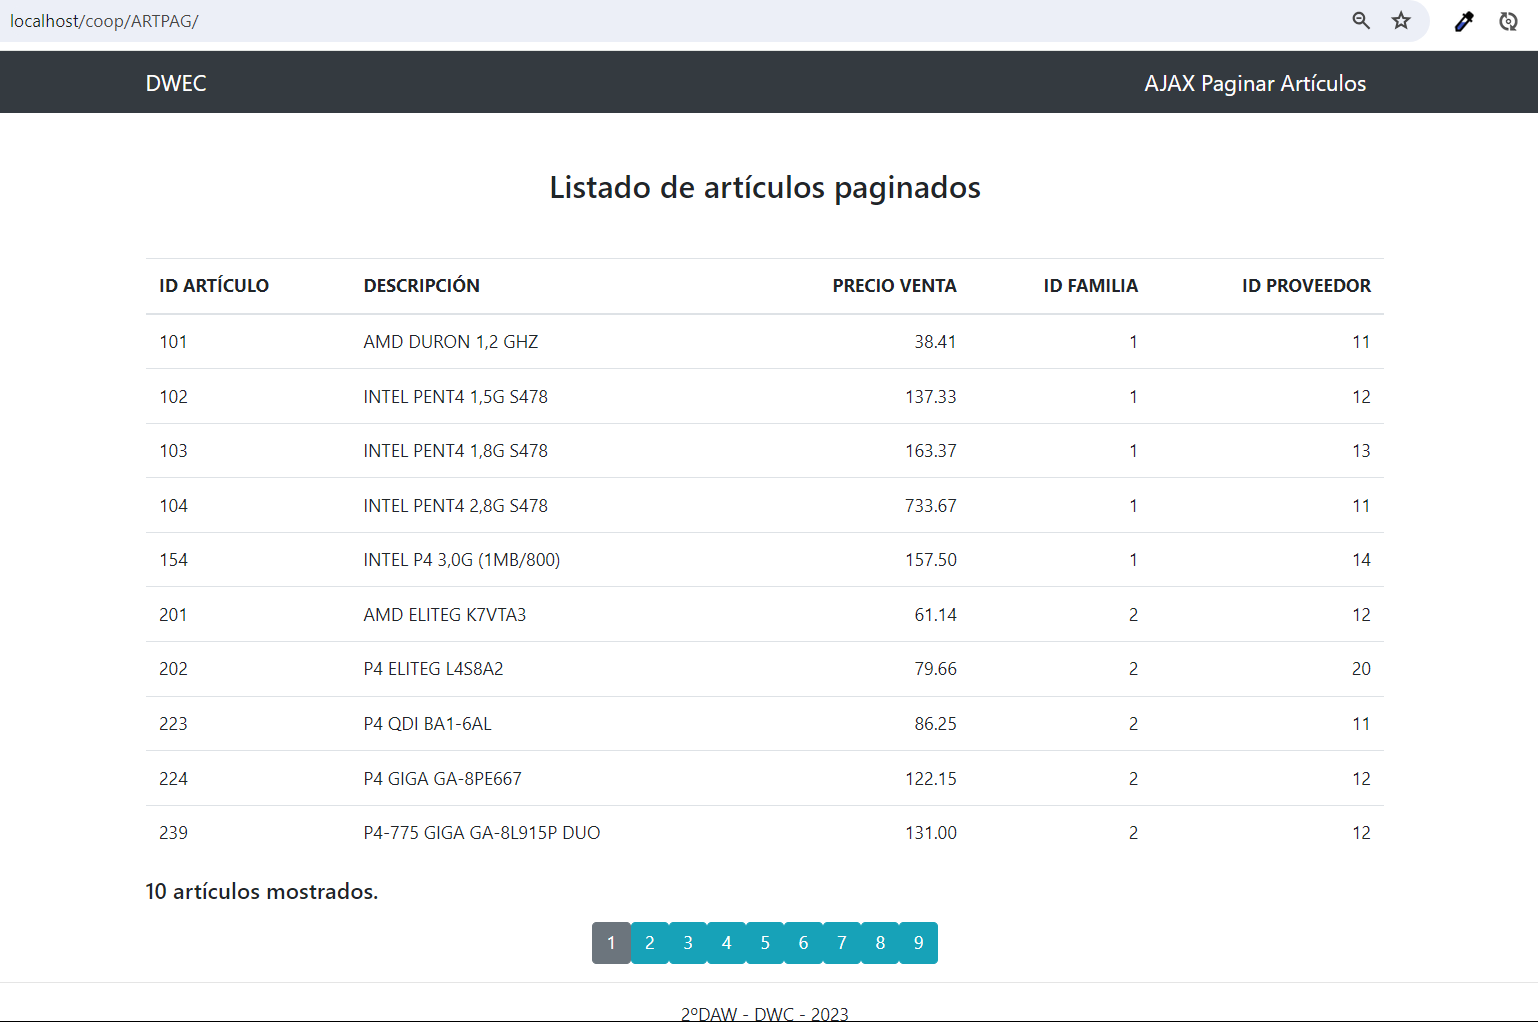 localhost/coop/ARTPAG/
DWEC AJAX Paginar Artículos
Listado de artículos paginados
ID ARTÍCULO DESCRIPCIÓN PRECIO VENTA ID FAMILIA ID PROVEEDOR
101 AMD DURON 1,2 GHZ 38.41 1 11
102 INTEL PENT4 1,5G S478 137.33 1 12
103 INTEL PENT4 1,8G S478 163.37 1 13
104 INTEL PENT4 2,8G S478 733.67 1 11
154 INTEL P4 3,0G (1MB/800) 157.50 1 14
201 AMD ELITEG K7VTA3 61.14 2 12
202 P4 ELITEG L4S8A2 79.66 2 20
223 P4 QDI BA1-6AL 86.25 2 11
224 P4 GIGA GA-8PE667 122.15 2 12
239 P4-775 GIGA GA-8L915P DUO 131.00 2 12
10 artículos mostrados.
1 2 3 4 5 6 7 8 9
2ºDAW - DWC - 2023